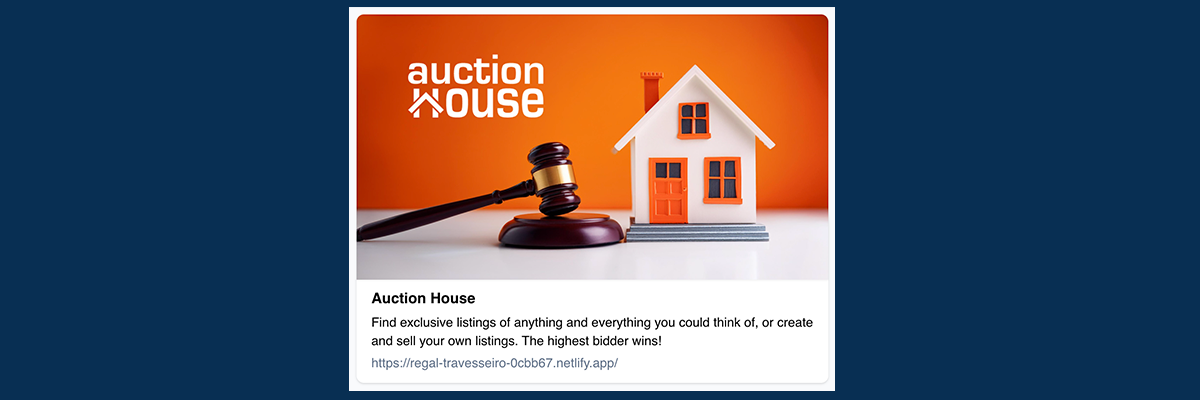 auction
House
Auction House
Find exclusive listings of anything and everything you could think of, or create
and sell your own listings. The highest bidder wins!
https://regal-travesseiro-0cbb67.netlify.app/